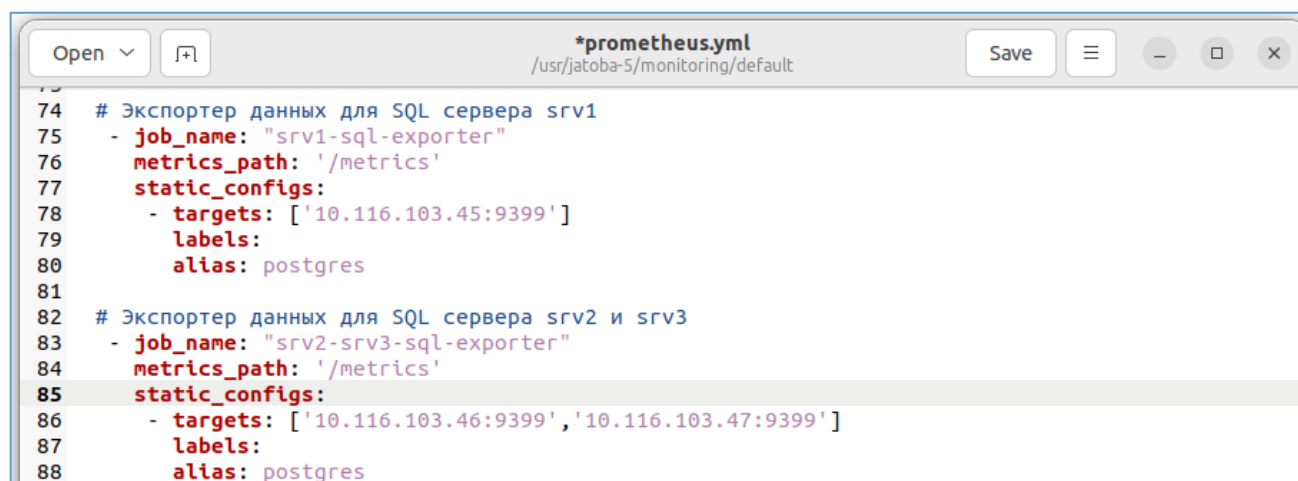 Open
*prometheus.yml
/usr/jatoba-5/monitoring/default
Save
74 # Экспортер данных для SQL сервера srv1
75 - job_name: "srv1-sql-exporter"
76 metrics_path: '/metrics'
77 static_configs:
78 - targets: ['10.116.103.45:9399']
79 labels:
80 alias: postgres
81
82 # Экспортер данных для SQL сервера srv2 и srv3
83 - job_name: "srv2-srv3-sql-exporter"
84 metrics_path: '/metrics'
85 static_configs:
86 - targets: ['10.116.103.46:9399','10.116.103.47:9399']
87 labels:
88 alias: postgres